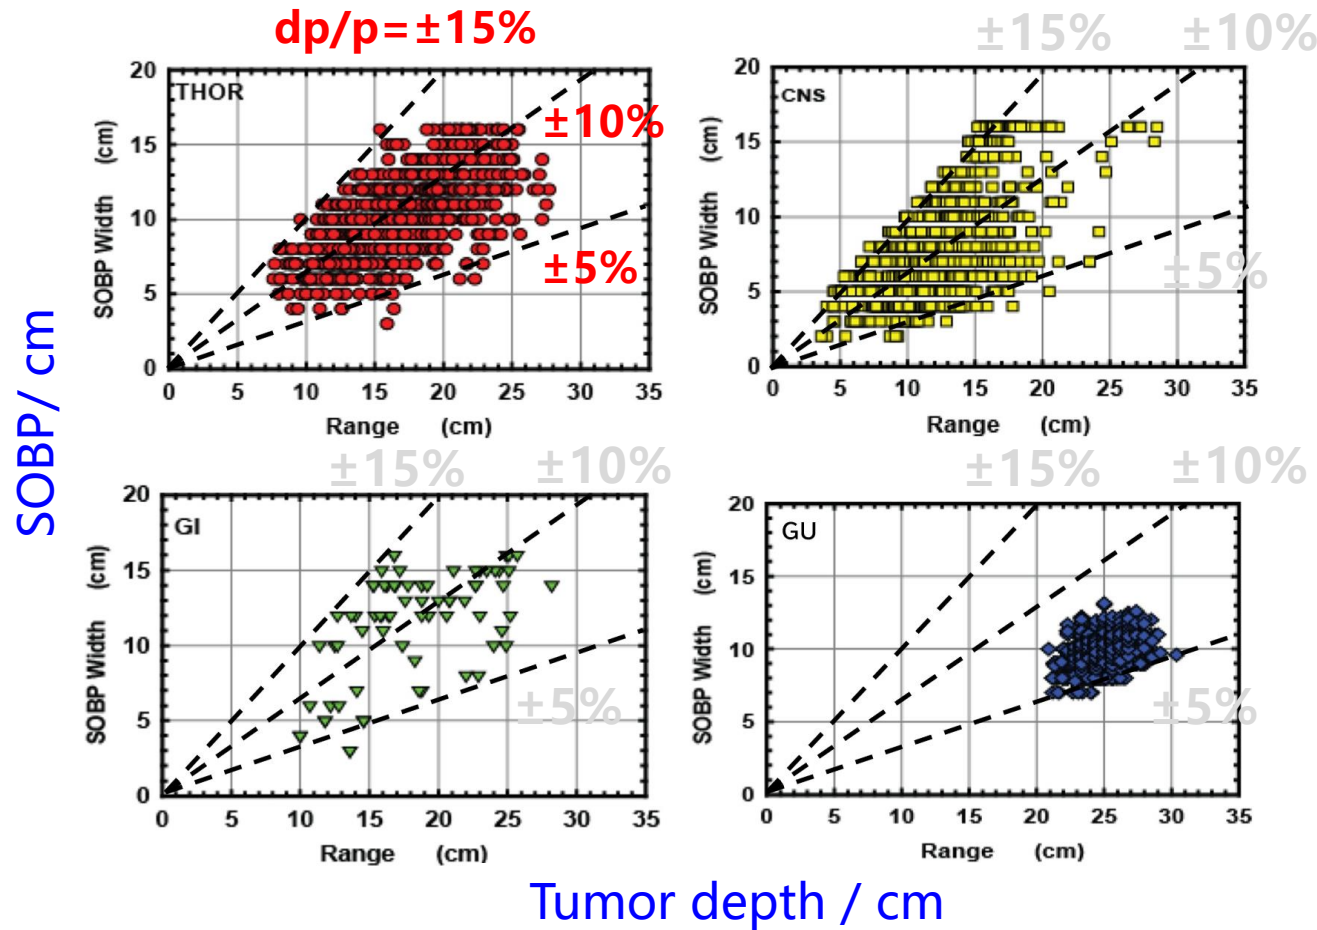 dp/p=±15%
±10%
±5%
THOR
20
15
10
5
0
0 5 10 15 20 25 30 35
SOBP Width (cm)
Range (cm)
±15% ±10%
±5%
CNS
20
15
10
5
0
0 5 10 15 20 25 30 35
SOBP Width (cm)
Range (cm)
SOBP/ cm
±15% ±10%
±5%
GI
20
15
10
5
0
0 5 10 15 20 25 30 35
SOBP Width (cm)
Range (cm)
±15% ±10%
±5%
GU
20
15
10
5
0
0 5 10 15 20 25 30 35
SOBP Width (cm)
Range (cm)
Tumor depth / cm